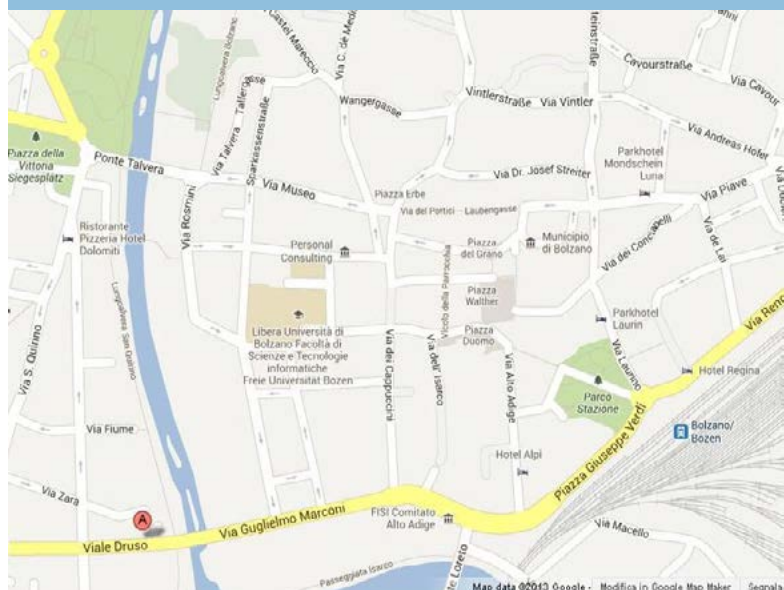 Via Castel Mareccio
Via C. de Medici
Lungotalvera Bolzano
Cavourstraße
Via Cavour
Wangergasse
Vintlerstraße Via Vintler
Via Talvera Talfergasse
Sparkassenstraße
Via Andreas Hofer
Parkhotel
Mondschein
Luna
Piazza della
Vittoria
Siegesplatz
Ponte Talvera
Via Dr. Josef Streiter
Via Museo
Piazza Erbe
Via Piave
Via dei Portici - Laubengasse
Via Rosmini
Ristorante
Pizzeria Hotel
Dolomiti
Personal
Consulting
Piazza
del Grano
Municipio
di Bolzano
Via dei Conciapelli
Via de Lai
Vicolo della Parrocchia
Piazza
Walther
Lungotalvera San Quirino
Via S. Quirino
Libera Università di
Bolzano Facoltà di
Scienze e Tecnologie
informatiche
Freie Universitat Bozen
Via dei Cappuccini
Via dell' Isarco
Piazza
Duomo
Via Alto Adige
Parkhotel
Laurin
Via Laurino
Hotel Regina
Parco
Stazione
Via Fiume
Bolzano/
Bozen
Hotel Alpi
Piazza Giuseppe Verdi
Via Zara
A
Viale Druso
Via Guglielmo Marconi
FISI Comitato
Alto Adige
Via Macello
Loreto
Passeggiata Isarco
Map data ©2013 Google - Modifica in Google Map Maker Segnala